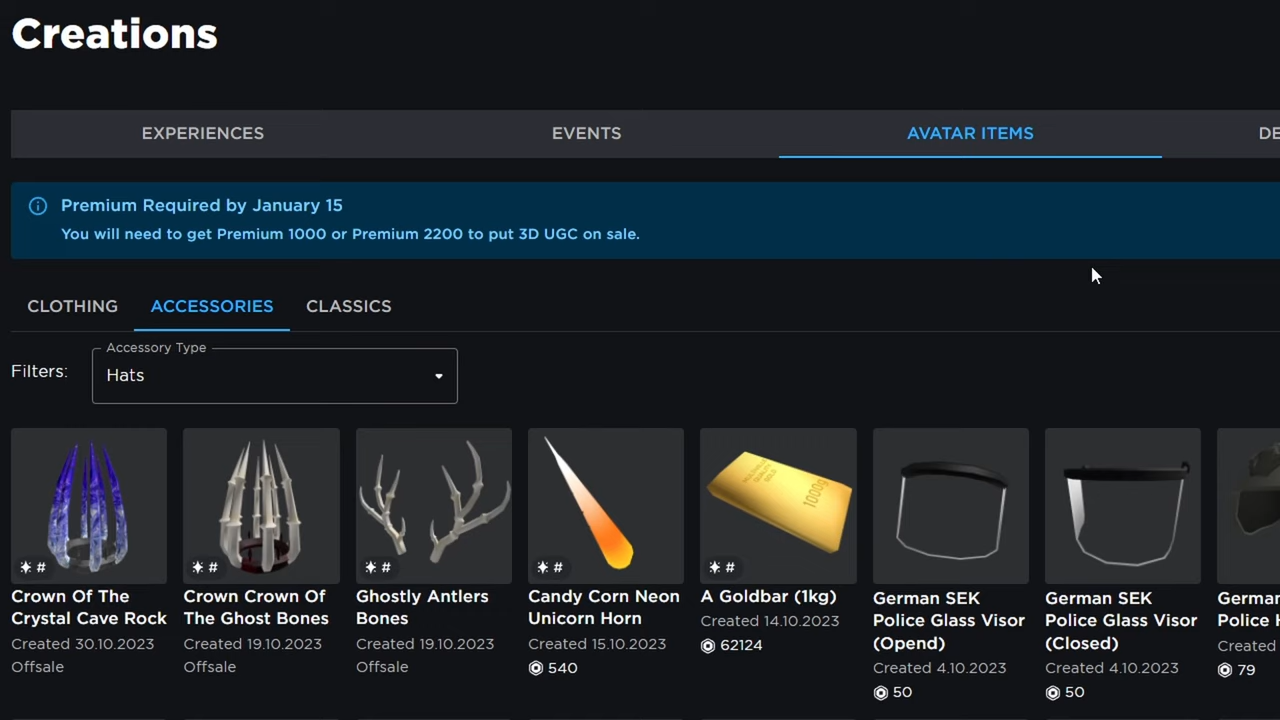 Creations
EXPERIENCES
EVENTS
AVATAR ITEMS
DE
Premium Required by January 15
You will need to get Premium 1000 or Premium 2200 to put 3D UGC on sale.
CLOTHING
ACCESSORIES
CLASSICS
Filters:
Accessory Type
Hats
#
Crown Of The
Crystal Cave Rock
Created 30.10.2023
Offsale
#
Crown Crown Of
The Ghost Bones
Created 19.10.2023
Offsale
#
Ghostly Antlers
Bones
Created 19.10.2023
Offsale
#
Candy Corn Neon
Unicorn Horn
Created 15.10.2023
540
1000g
#
A Goldbar (1kg)
Created 14.10.2023
62124
German SEK
Police Glass Visor
(Opend)
Created 4.10.2023
50
German SEK
Police Glass Visor
(Closed)
Created 4.10.2023
50
German
Police H
Created
79